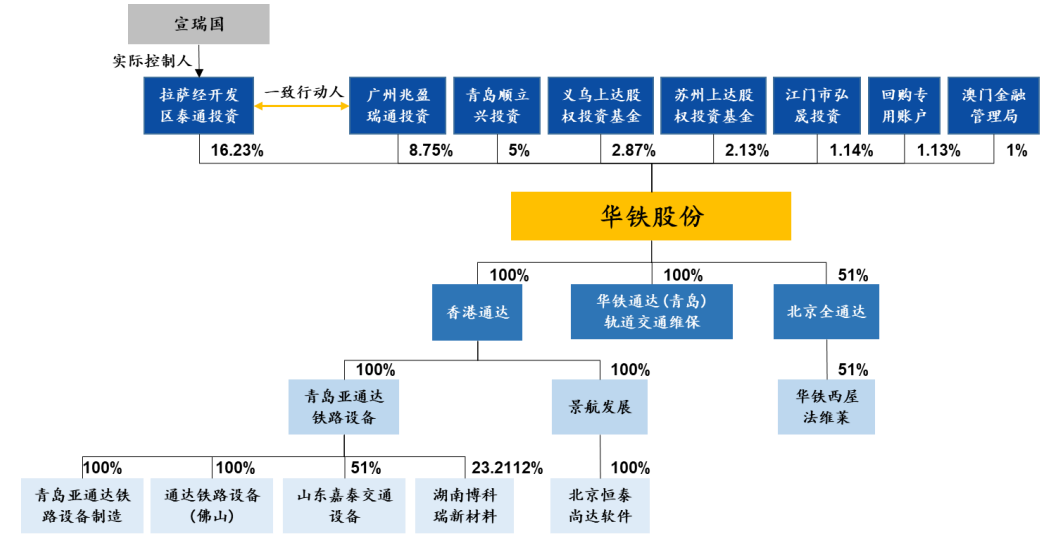 宣瑞国
实际控制人
拉萨经开发
区泰通投资
一致行动人
广州兆盈
瑞通投资
青岛顺立
兴投资
义乌上达股
权投资基金
苏州上达股
权投资基金
江门市弘
晟投资
回购专
用账户
澳门金融
管理局
16.23%
8.75%
5%
2.87%
2.13%
1.14%
1.13%
1%
华铁股份
100%
100%
51%
香港通达
华铁通达(青岛)
轨道交通维保
北京全通达
100%
100%
51%
青岛亚通达
铁路设备
景航发展
华铁西屋
法维莱
100%
100%
51%
23.2112%
100%
青岛亚通达铁
路设备制造
通达铁路设备
(佛山)
山东嘉泰交通
设备
湖南博科
瑞新材料
北京恒泰
尚达软件